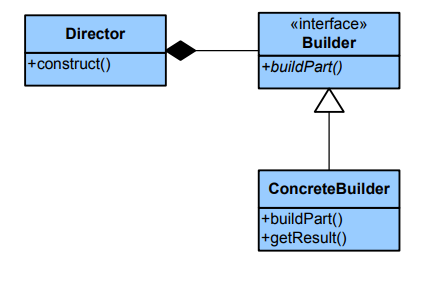 Director
+construct()
«interface»
Builder
+buildPart()
ConcreteBuilder
+buildPart()
+getResult()